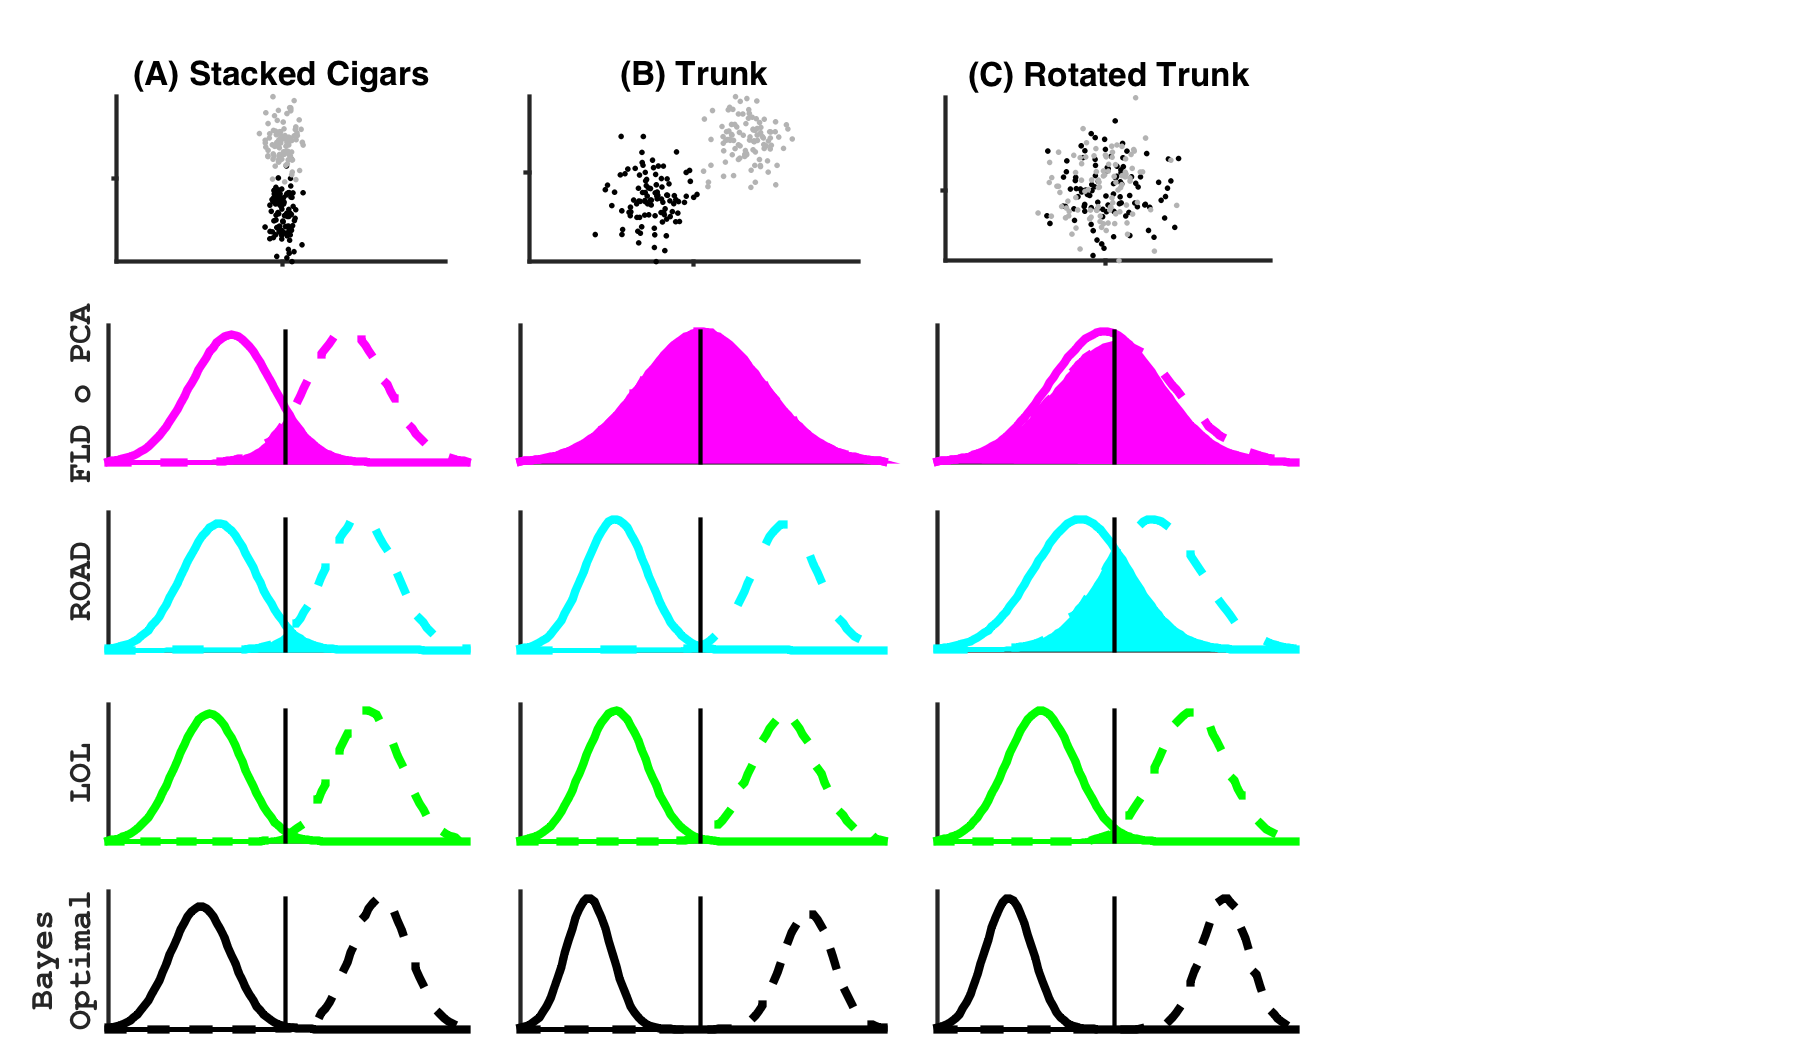 (A) Stacked Cigars
(B) Trunk
(C) Rotated Trunk
FLD o PCA
ROAD
LOL
Bayes
Optimal